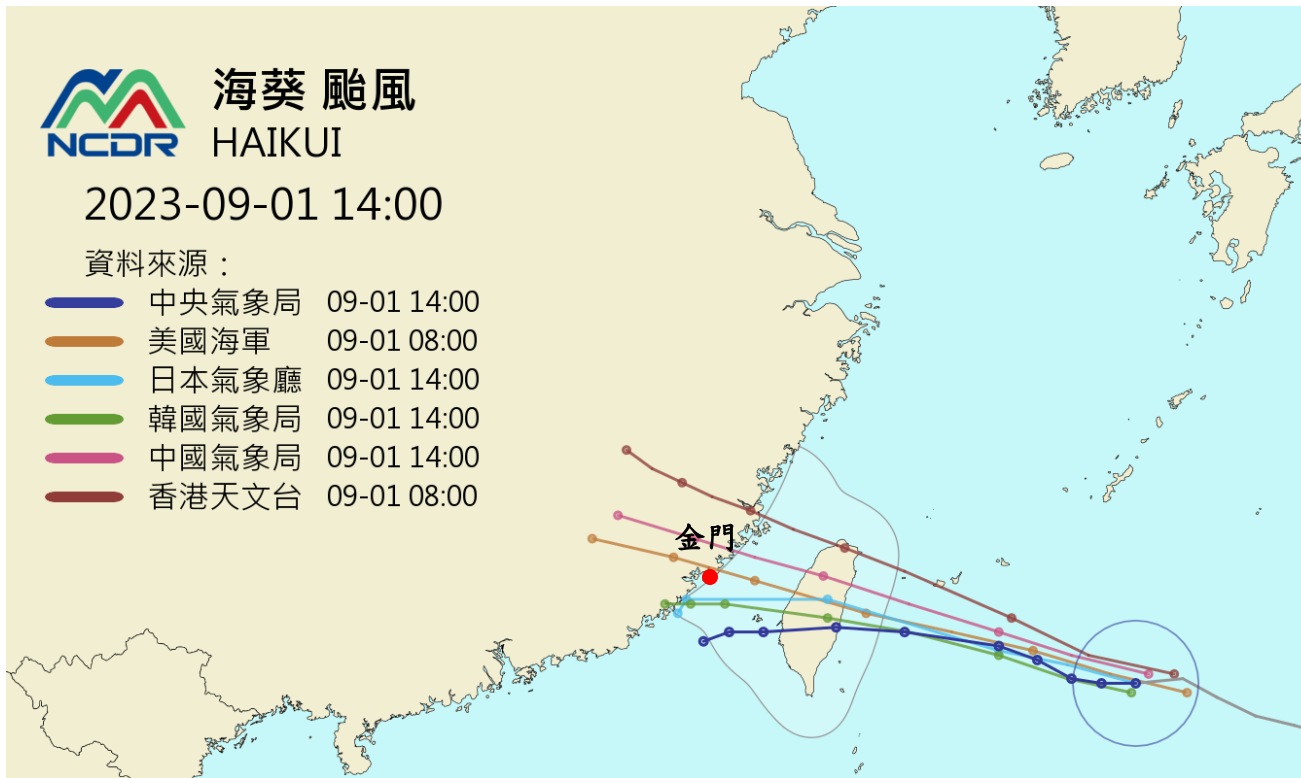 NCDR
海葵 颱風
HAIKUI
2023-09-01 14:00
資料來源：
中央氣象局 09-01 14:00
美國海軍 09-01 08:00
日本氣象廳 09-01 14:00
韓國氣象局 09-01 14:00
中國氣象局 09-01 14:00
香港天文台 09-01 08:00
金門